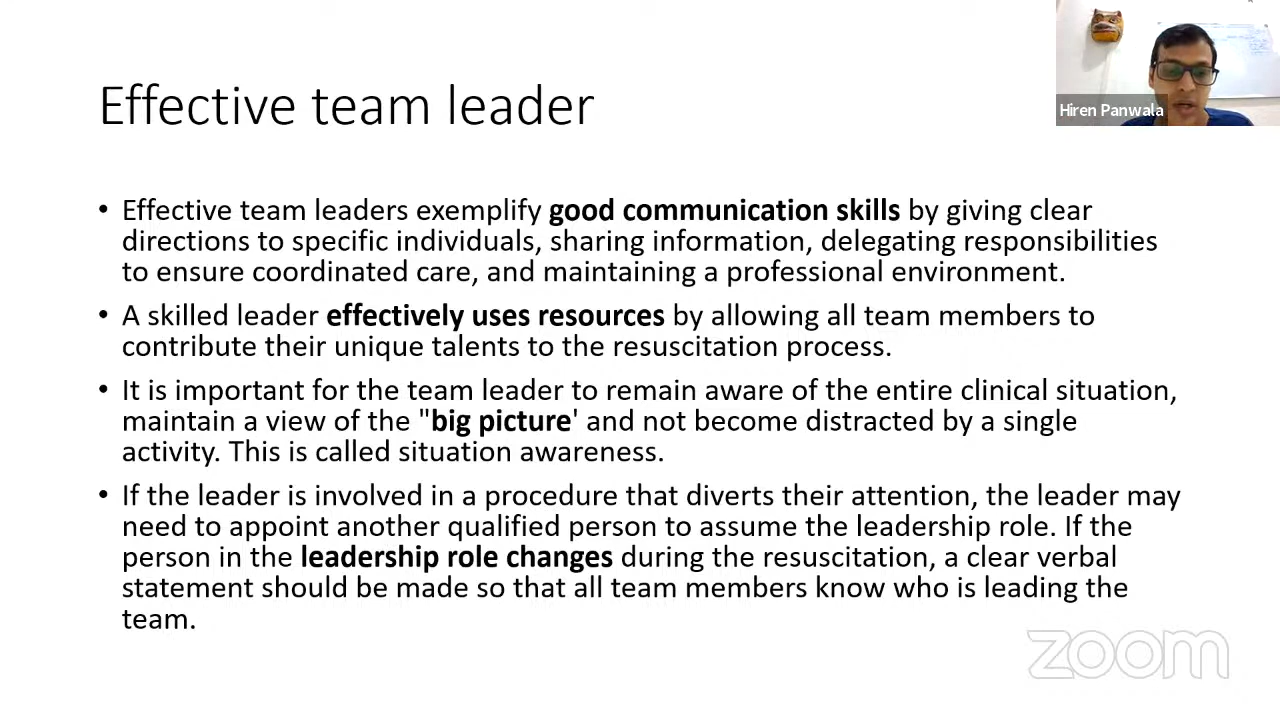 Effective team leader
Hiren Panwala
• Effective team leaders exemplify good communication skills by giving clear
directions to specific individuals, sharing information, delegating responsibilities
to ensure coordinated care, and maintaining a professional environment.
• A skilled leader effectively uses resources by allowing all team members to
contribute their unique talents to the resuscitation process.
• It is important for the team leader to remain aware of the entire clinical situation,
maintain a view of the "big picture' and not become distracted by a single
activity. This is called situation awareness.
• If the leader is involved in a procedure that diverts their attention, the leader may
need to appoint another qualified person to assume the leadership role. If the
person in the leadership role changes during the resuscitation, a clear verbal
statement should be made so that all team members know who is leading the
team.
zoom